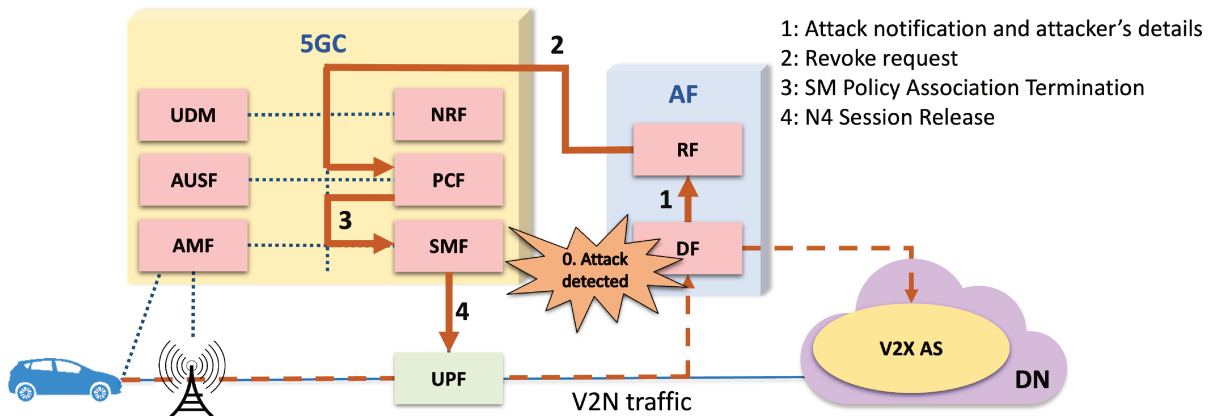 5GC
2
1: Attack notification and attacker's details
2: Revoke request
3: SM Policy Association Termination
4: N4 Session Release
AF
UDM
NRF
RF
AUSF
PCF
1
3
AMF
SMF
0. Attack
detected
DF
4
V2X AS
UPF
DN
V2N traffic